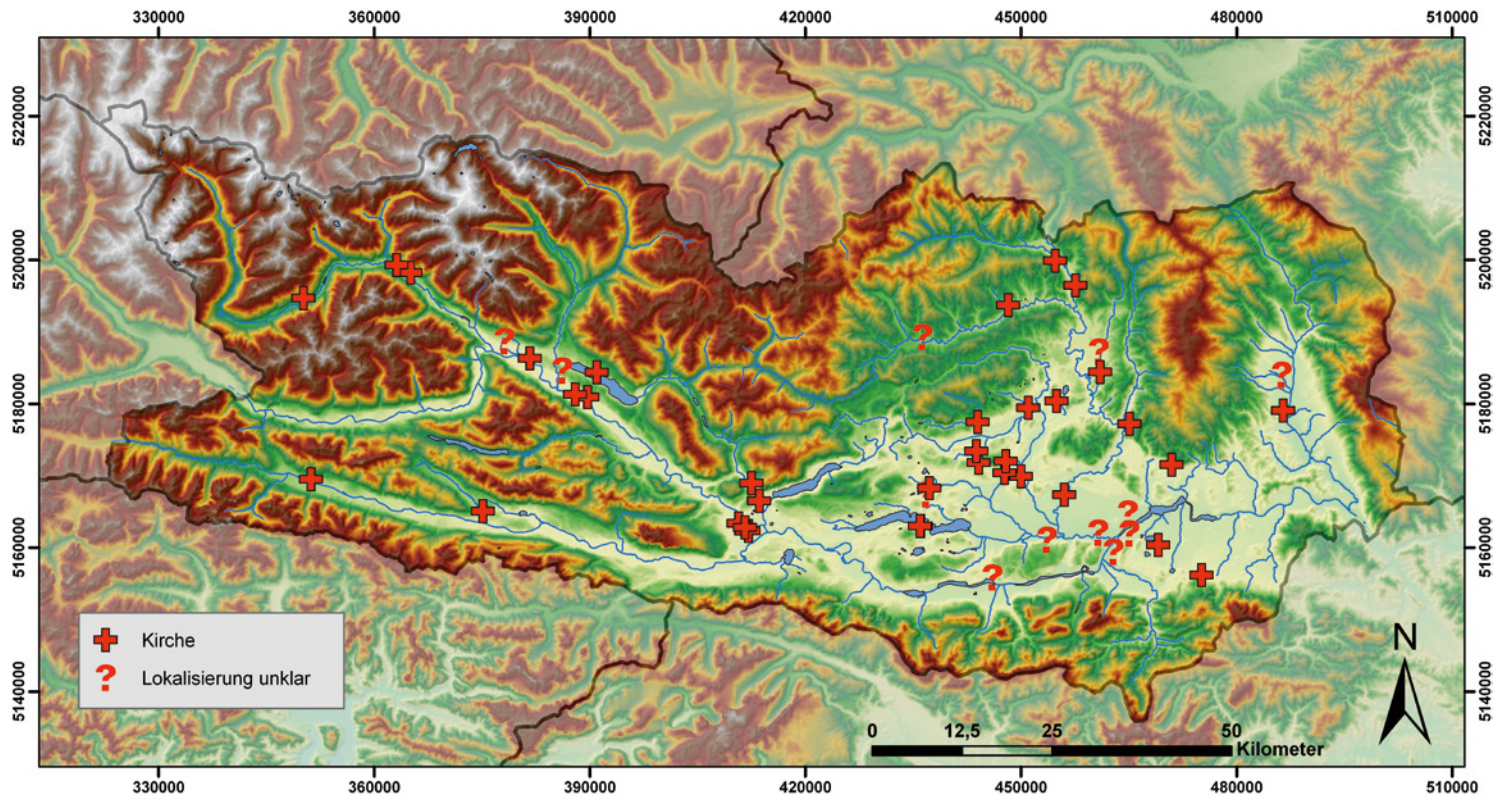 330000 360000 390000 420000 450000 480000 510000
5220000 5220000
5200000 5200000
5180000 5180000
5160000 5160000
5140000 5140000
? ? ? ? ? ? ? ? ? ? ? ?
Kirche
? Lokalisierung unklar
N
0 12,5 25 50
Kilometer
330000 360000 390000 420000 450000 480000 510000